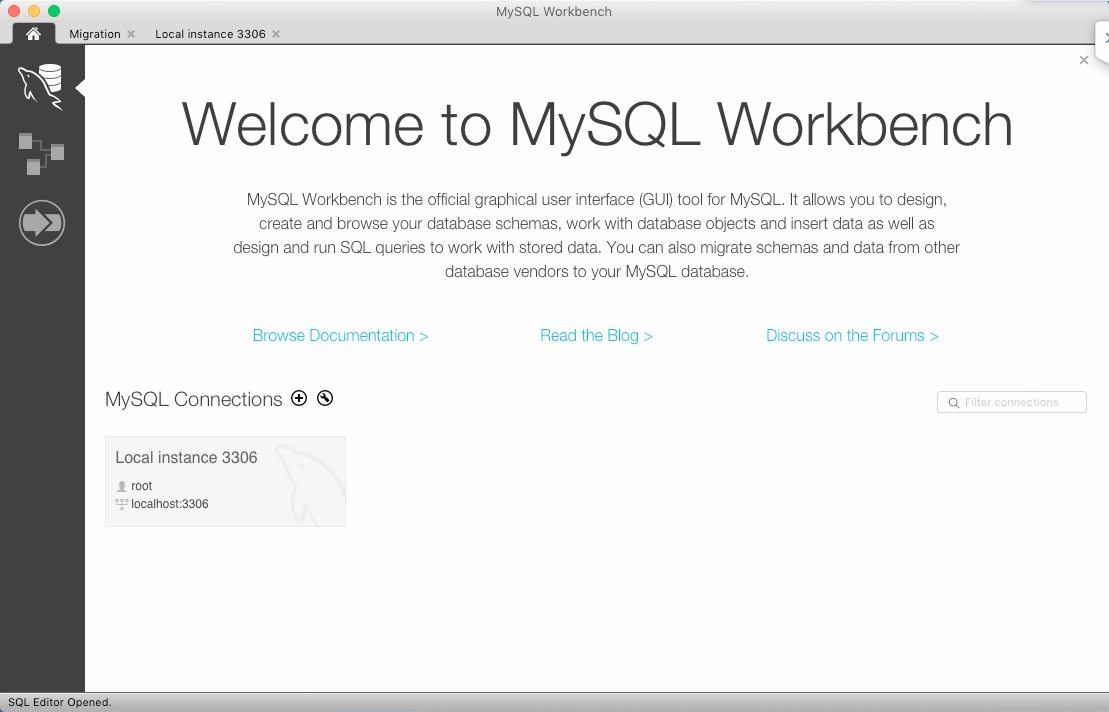 MySQL Workbench
Migration
Local instance 3306
Welcome to MySQL Workbench
MySQL Workbench is the official graphical user interface (GUI) tool for MySQL. It allows you to design,
create and browse your database schemas, work with database objects and insert data as well as
design and run SQL queries to work with stored data. You can also migrate schemas and data from other
database vendors to your MySQL database.
Browse Documentation >
Read the Blog >
Discuss on the Forums >
MySQL Connections
Filter connections
Local instance 3306
root
localhost:3306
SQL Editor Opened.